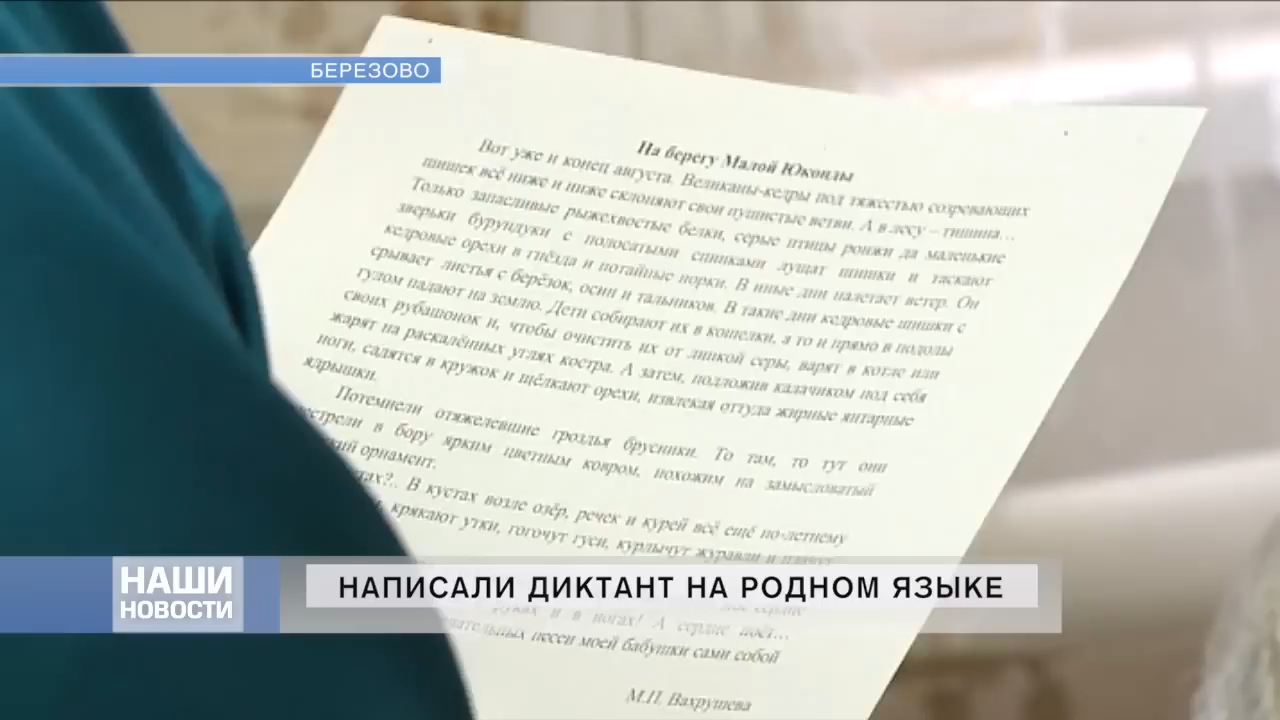 БЕРЕЗОВО
На берегу Малой Юконды
Вот уже и конец августа. Великаны-кедры под тяжестью созревающих
шишек всё ниже и ниже склоняют свои пушистые ветви. А в лесу – тишина...
Только запасливые рыжехвостые белки, серые птицы ронжи да маленькие
зверьки бурундуки с полосатыми спинками лущат шишки и таскают
кедровые орехи в гнёзда и потайные норки. В иные дни налетает ветер. Он
срывает листья с берёзок, осин и тальников. В такие дни кедровые шишки с
гулом падают на землю. Дети собирают их в кошелки, а то и прямо в подолы
своих рубашонок и, чтобы очистить их от липкой серы, варят в котле или
жарят на раскалённых углях костра. А затем, подложив калачиком под себя
ноги, садятся в кружок и щёлкают орехи, извлекая оттуда жирные янтарные
ядрышки.
Потемнели отяжелевшие гроздья брусники. То там, то тут они
в бору ярким цветным ковром, похожим на замысловатый
орнамент.
В кустах возле озёр, речек и курей всё ещё по-летнему
крякают утки, гогочут гуси, курлычут журавли и
НАПИСАЛИ ДИКТАНТ НА РОДНОМ ЯЗЫКЕ
НАШИ
НОВОСТИ
и в ногах! А сердце поёт...
песен моей бабушки сами собой
М.П. Вахрушева